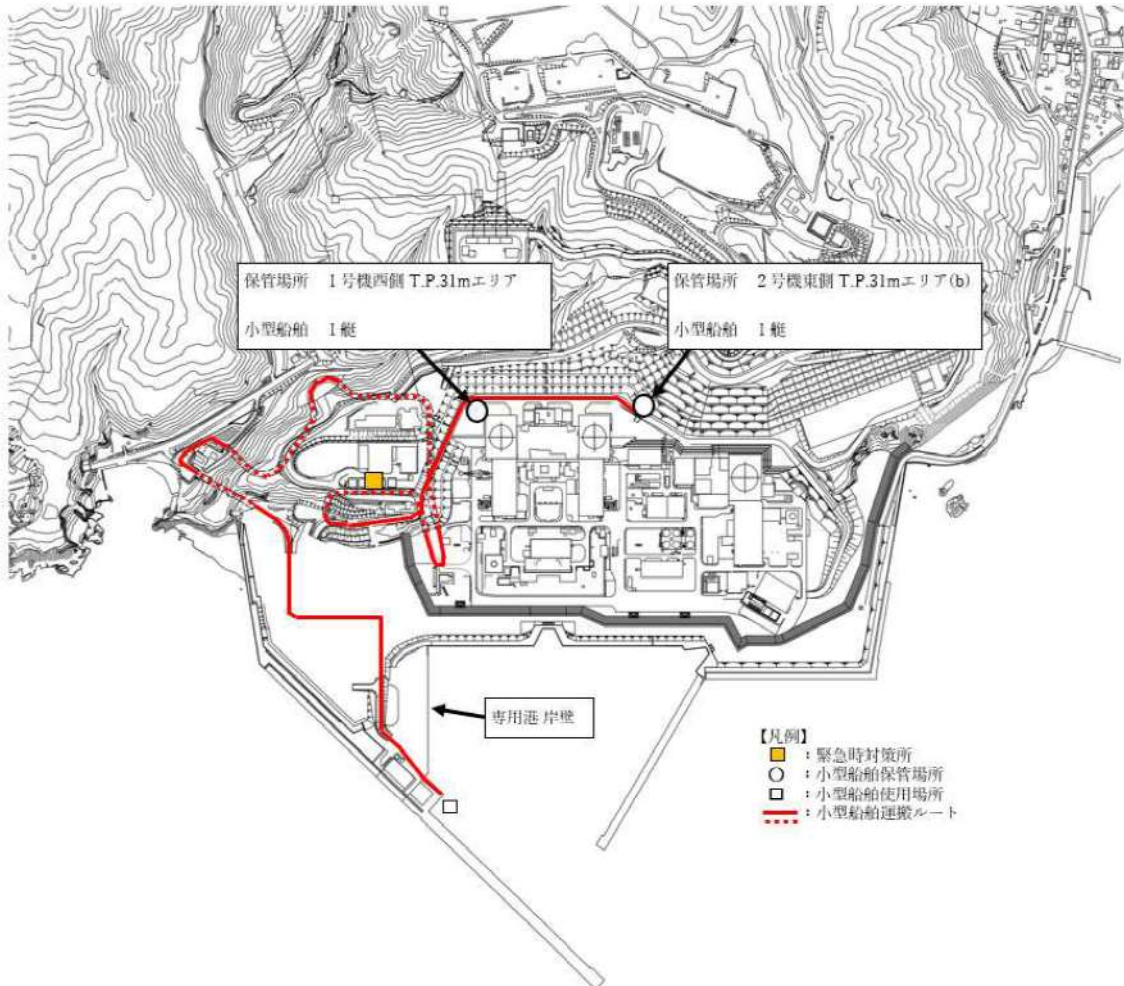 保管場所 1号機西側 T.P.31mエリア
小型船舶 1艇
保管場所 2号機東側 T.P.31mエリア(b)
小型船舶 1艇
専用港 岸壁
【凡例】
：緊急時対策所
：小型船舶保管場所
：小型船舶使用場所
：小型船舶運搬ルート